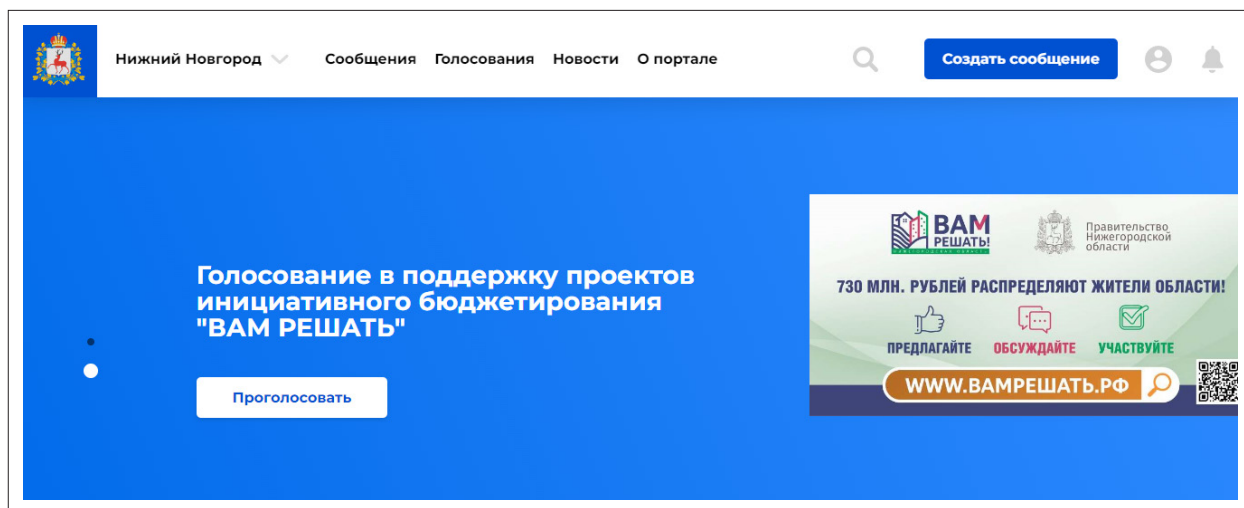 Нижний Новгород
Сообщения Голосования Новости О портале
Создать сообщение
Голосование в поддержку проектов
инициативного бюджетирования
"ВАМ РЕШАТЬ"
Проголосовать
ВАМ
РЕШАТЬ!
Правительство
Нижегородской
области
730 МЛН. РУБЛЕЙ РАСПРЕДЕЛЯЮТ ЖИТЕЛИ ОБЛАСТИ!
ПРЕДЛАГАЙТЕ ОБСУЖДАЙТЕ УЧАСТВУЙТЕ
WWW.ВАМРЕШАТЬ.РФ